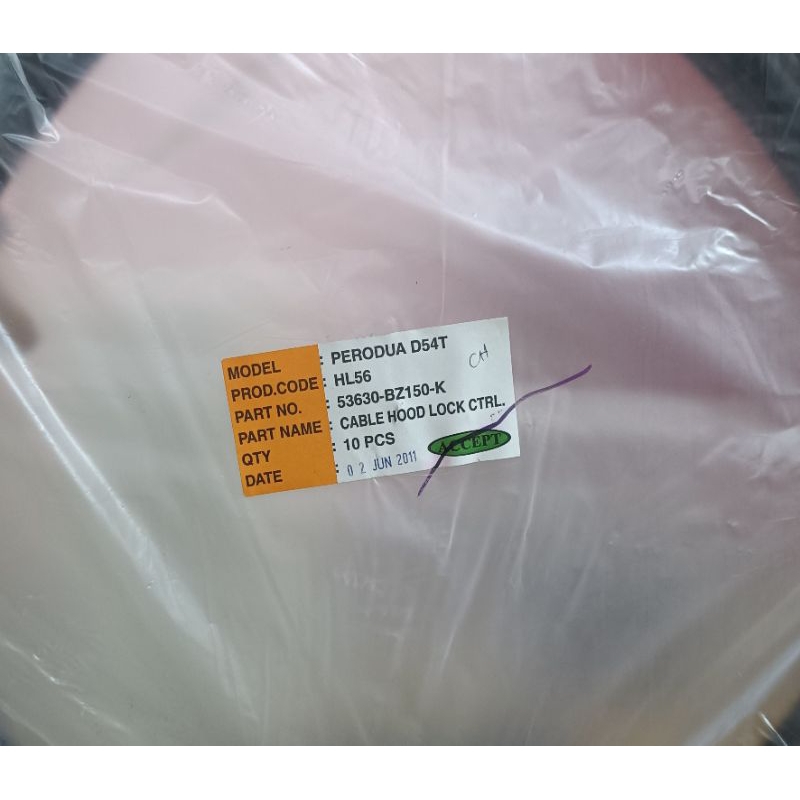 MODEL : PERODUA D54T
PROD.CODE : HL56
PART NO. : 53630-BZ150-K
PART NAME : CABLE HOOD LOCK CTRL.
QTY : 10 PCS
DATE : 02 JUN 2011
CH
ACCEPT